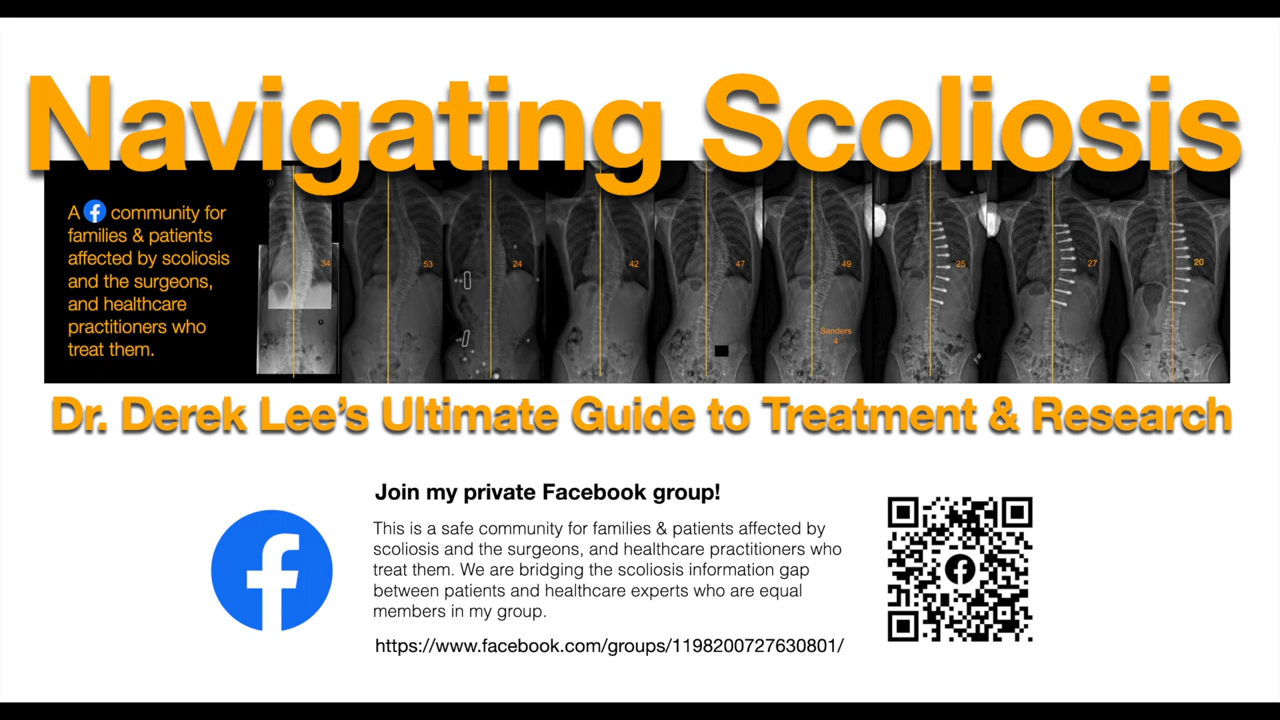 Navigating Scoliosis
A community for
families & patients
affected by scoliosis
and the surgeons,
and healthcare
practitioners who
treat them.
34
53
24
42
47
49
Sanders
4
25
27
20
Dr. Derek Lee’s Ultimate Guide to Treatment & Research
Join my private Facebook group!
This is a safe community for families & patients affected by
scoliosis and the surgeons, and healthcare practitioners who
treat them. We are bridging the scoliosis information gap
between patients and healthcare experts who are equal
members in my group.
https://www.facebook.com/groups/1198200727630801/